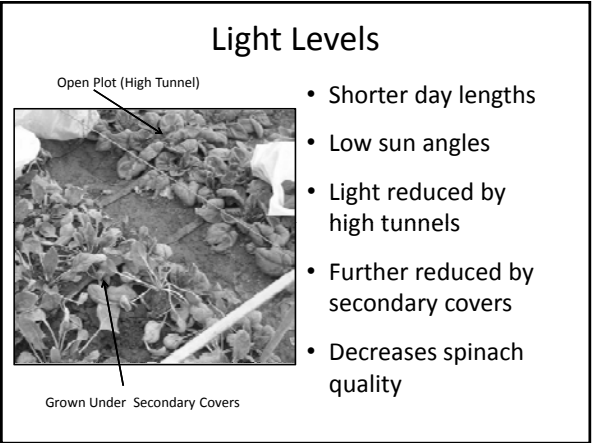 Light Levels
Open Plot (High Tunnel)
• Shorter day lengths
• Low sun angles
• Light reduced by
high tunnels
• Further reduced by
secondary covers
• Decreases spinach
quality
Grown Under Secondary Covers